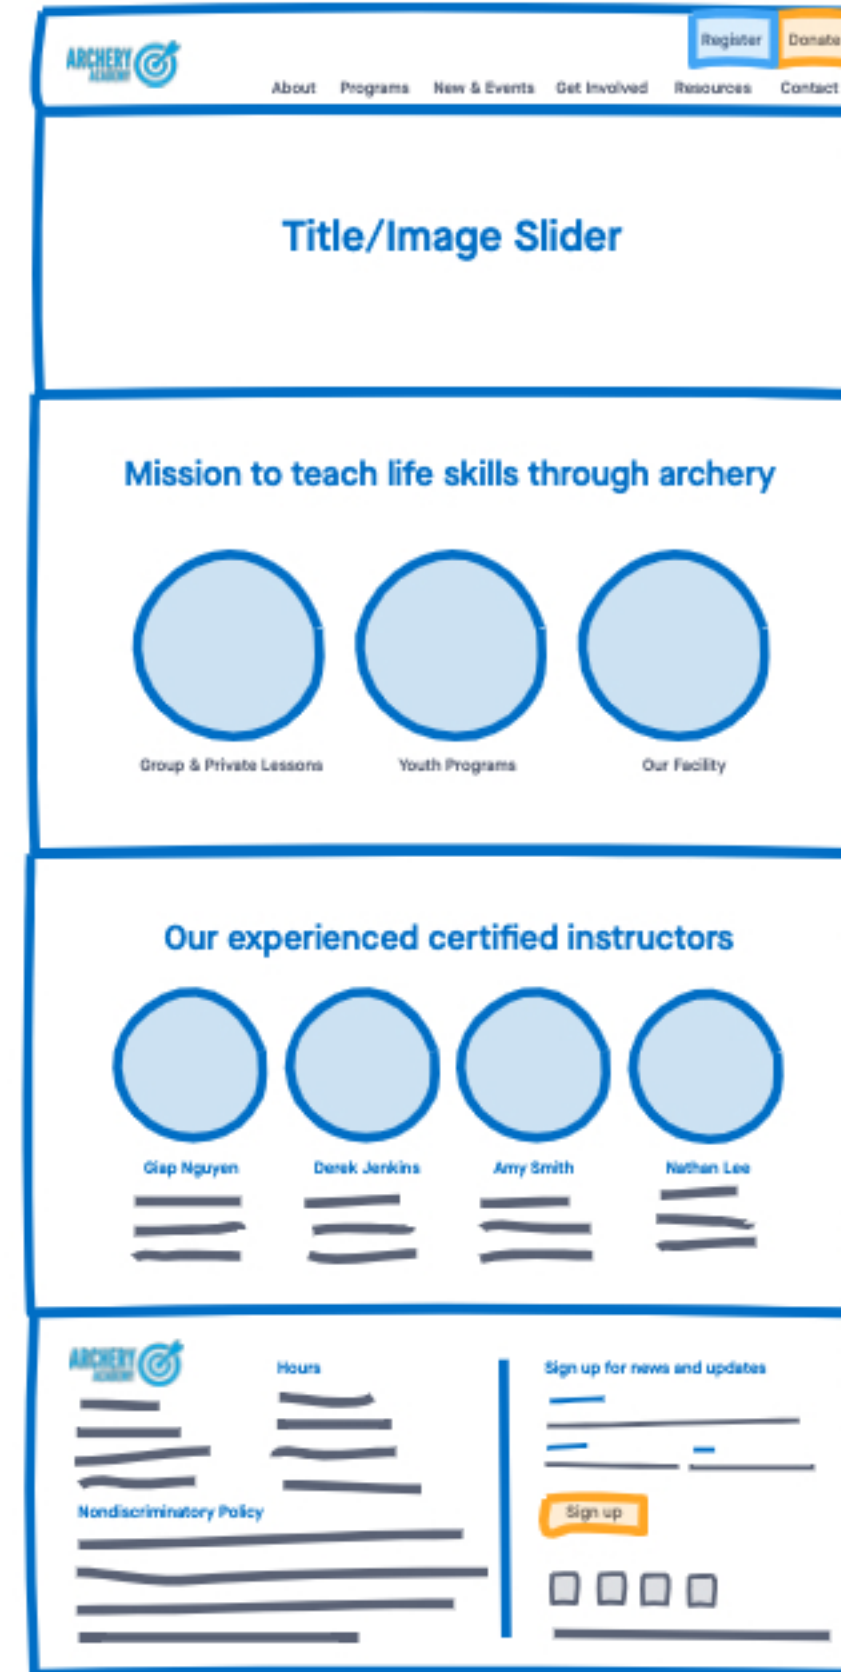 Register Donate
ARCHERY
ACADEMY
About Programs New & Events Get Involved Resources Contact
Title/Image Slider
Mission to teach life skills through archery
Group & Private Lessons Youth Programs Our Facility
Our experienced certified instructors
Giap Nguyen Derek Jenkins Amy Smith Nathan Lee
ARCHERY
ACADEMY
Hours
Nondiscriminatory Policy
Sign up for news and updates
Sign up